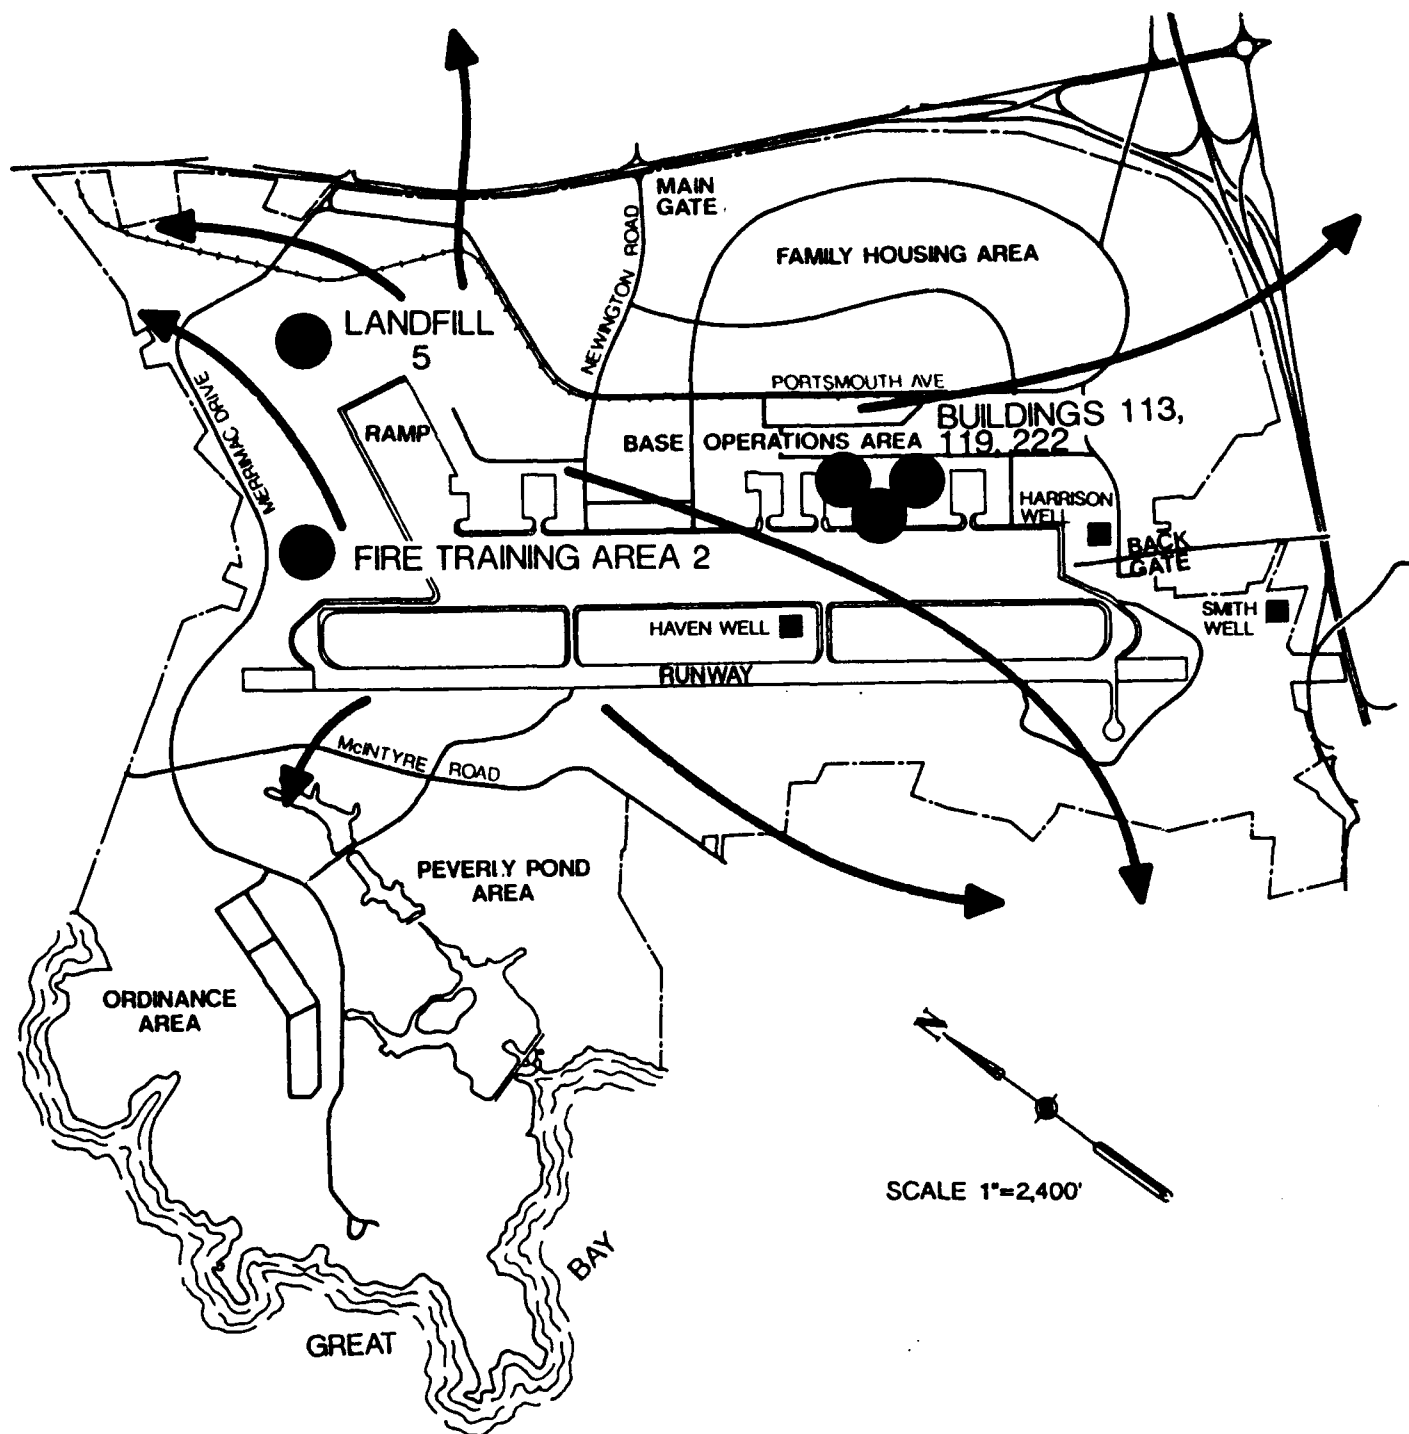 MAIN
GATE
NEWINGTON ROAD
FAMILY HOUSING AREA
LANDFILL
5
MERRIMAC DRIVE
PORTSMOUTH AVE
RAMP
BASE OPERATIONS AREA
BUILDINGS 113,
119, 222
HARRISON
WELL
BACK
GATE
FIRE TRAINING AREA 2
SMITH
WELL
HAVEN WELL
RUNWAY
McINTYRE ROAD
PEVERLY POND
AREA
ORDINANCE
AREA
N
SCALE 1"=2,400'
GREAT
BAY